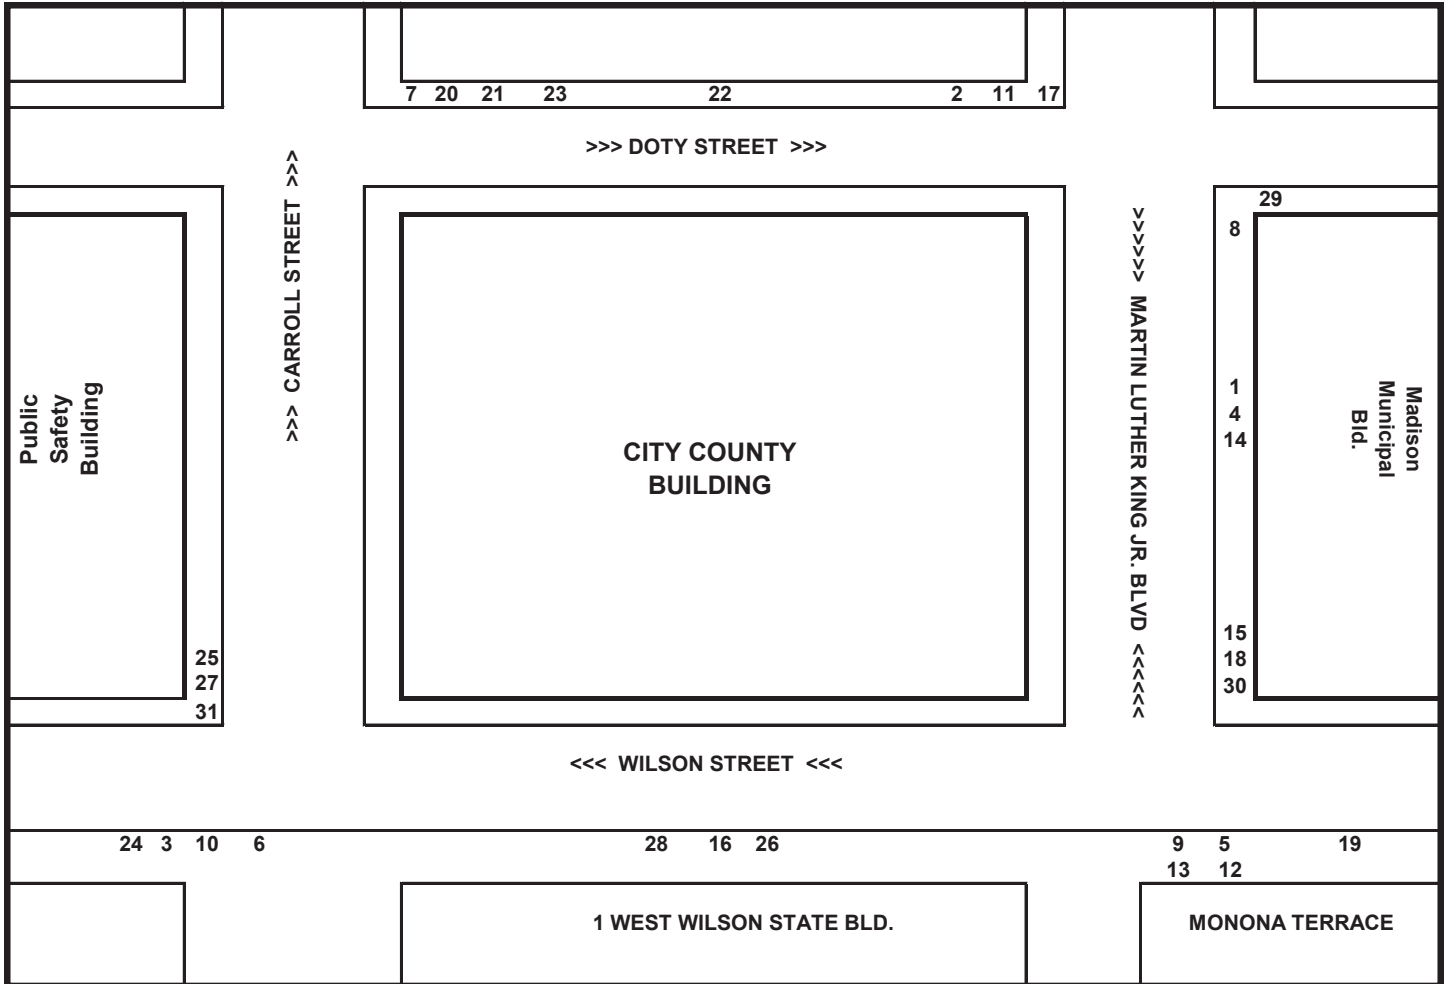 7 20 21 23 22 2 11 17
>>> DOTY STREET >>>
>>> CARROLL STREET >>>
>>>>>> MARTIN LUTHER KING JR. BLVD <<<<<<
29
8
1
4
14
Public
Safety
Building
CITY COUNTY
BUILDING
Madison
Municipal
Bld.
15
18
30
25
27
31
<<< WILSON STREET <<<
24 3 10 6 28 16 26 9 5 19
13 12
1 WEST WILSON STATE BLD.
MONONA TERRACE